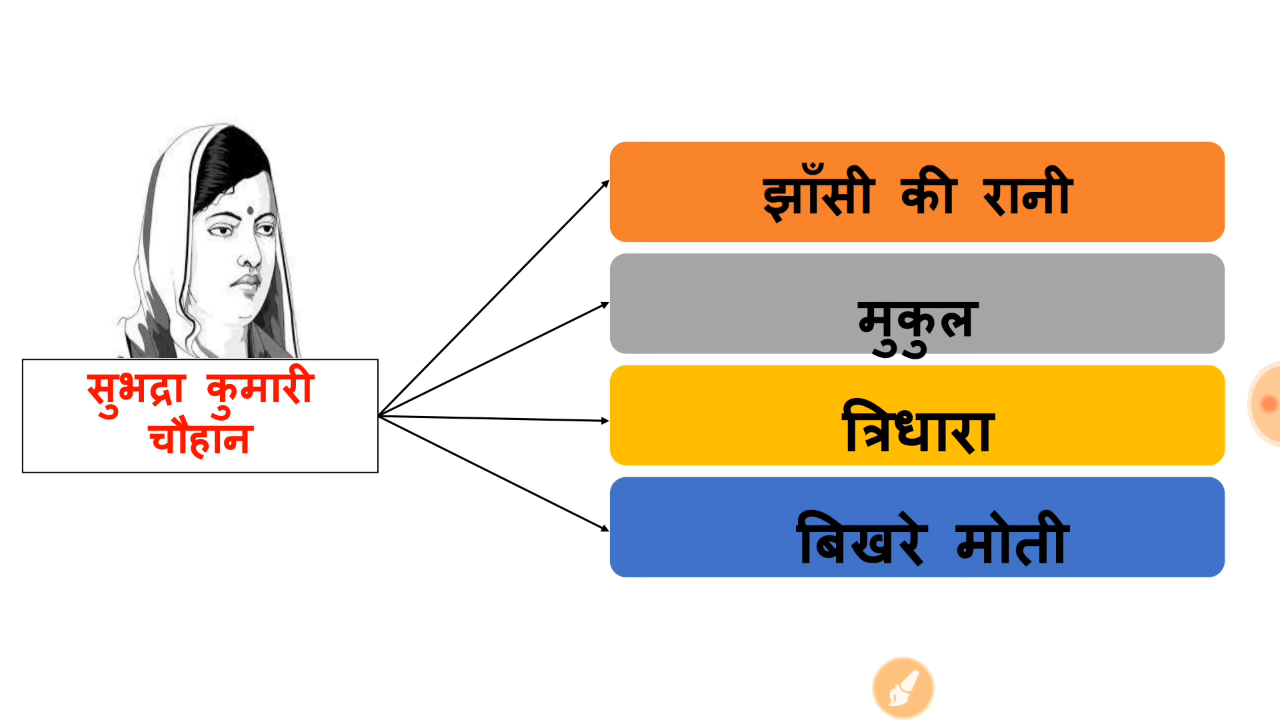 सुभद्रा कुमारी
चौहान
झाँसी की रानी
मुकुल
त्रिधारा
बिखरे मोती